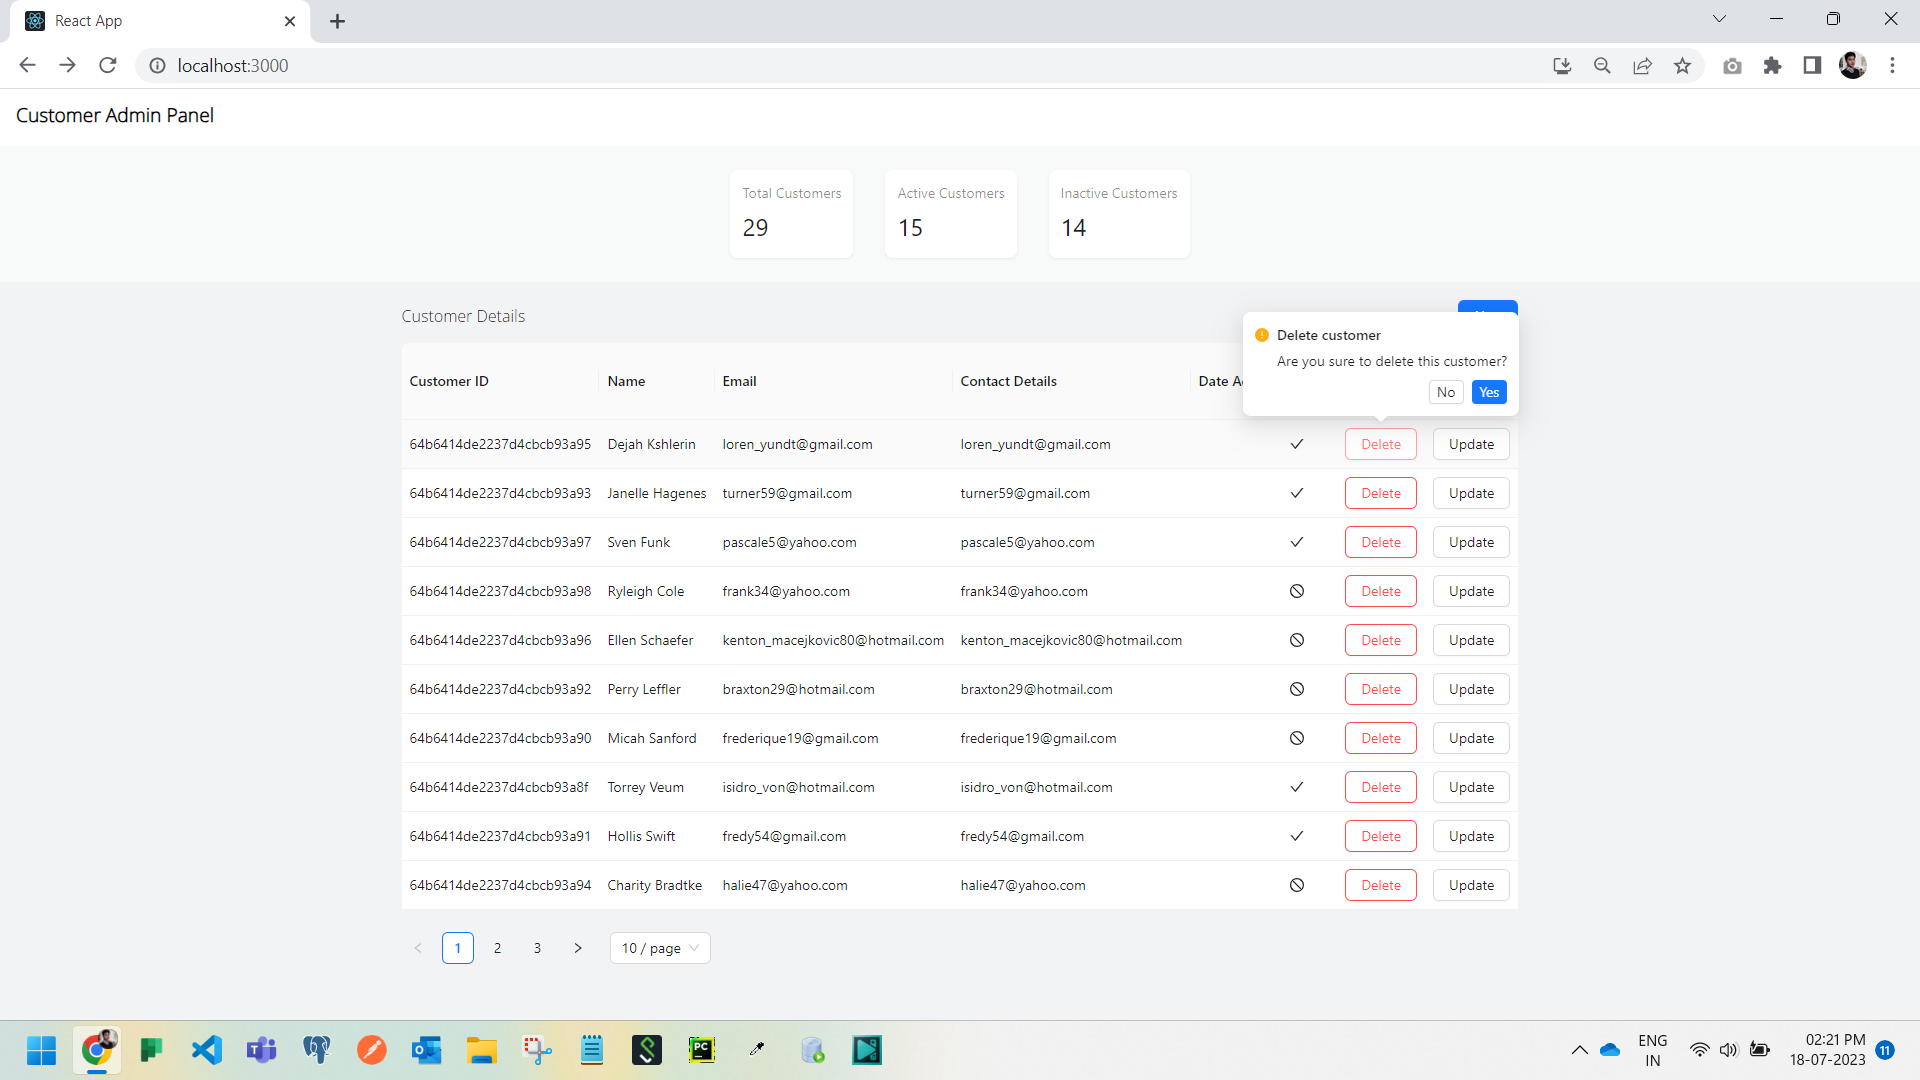 React App
localhost:3000
Customer Admin Panel
Total Customers Active Customers Inactive Customers
29 15 14
Customer Details
Delete customer
Are you sure to delete this customer?
No Yes
Customer ID Name Email Contact Details Date
64b6414de2237d4cbcb93a95 Dejah Kshlerin loren_yundt@gmail.com loren_yundt@gmail.com Delete Update
64b6414de2237d4cbcb93a93 Janelle Hagenes turner59@gmail.com turner59@gmail.com Delete Update
64b6414de2237d4cbcb93a97 Sven Funk pascale5@yahoo.com pascale5@yahoo.com Delete Update
64b6414de2237d4cbcb93a98 Ryleigh Cole frank34@yahoo.com frank34@yahoo.com Delete Update
64b6414de2237d4cbcb93a96 Ellen Schaefer kenton_macejkovic80@hotmail.com kenton_macejkovic80@hotmail.com Delete Update
64b6414de2237d4cbcb93a92 Perry Leffler braxton29@hotmail.com braxton29@hotmail.com Delete Update
64b6414de2237d4cbcb93a90 Micah Sanford frederique19@gmail.com frederique19@gmail.com Delete Update
64b6414de2237d4cbcb93a8f Torrey Veum isidro_von@hotmail.com isidro_von@hotmail.com Delete Update
64b6414de2237d4cbcb93a91 Hollis Swift fredy54@gmail.com fredy54@gmail.com Delete Update
64b6414de2237d4cbcb93a94 Charity Bradtke halie47@yahoo.com halie47@yahoo.com Delete Update
1 2 3 10 / page
ENG
IN
02:21 PM
18-07-2023
11
PC